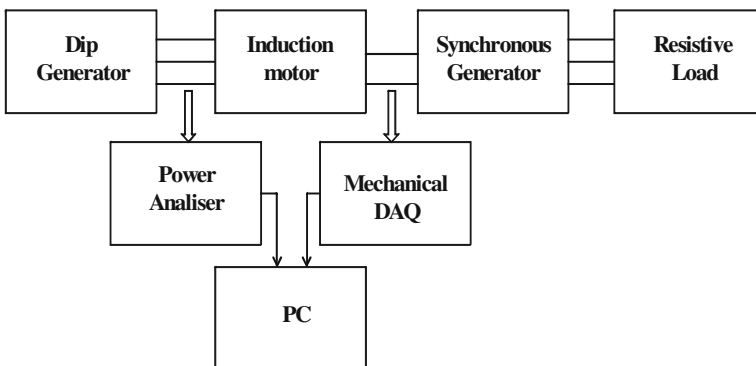 Dip
Generator
Induction
motor
Synchronous
Generator
Resistive
Load
Power
Analiser
Mechanical
DAQ
PC